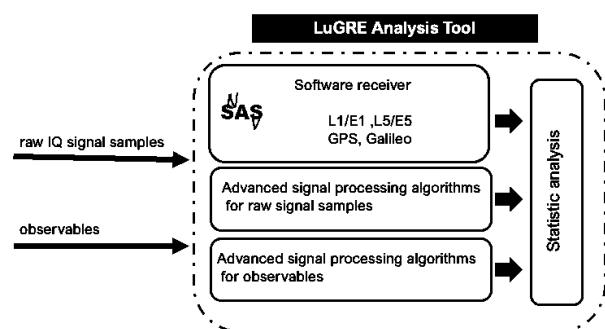 LuGRE Analysis Tool
Software receiver
SAS
L1/E1 ,L5/E5
GPS, Galileo
raw IQ signal samples
Advanced signal processing algorithms
for raw signal samples
observables
Advanced signal processing algorithms
for observables
Statistic analysis